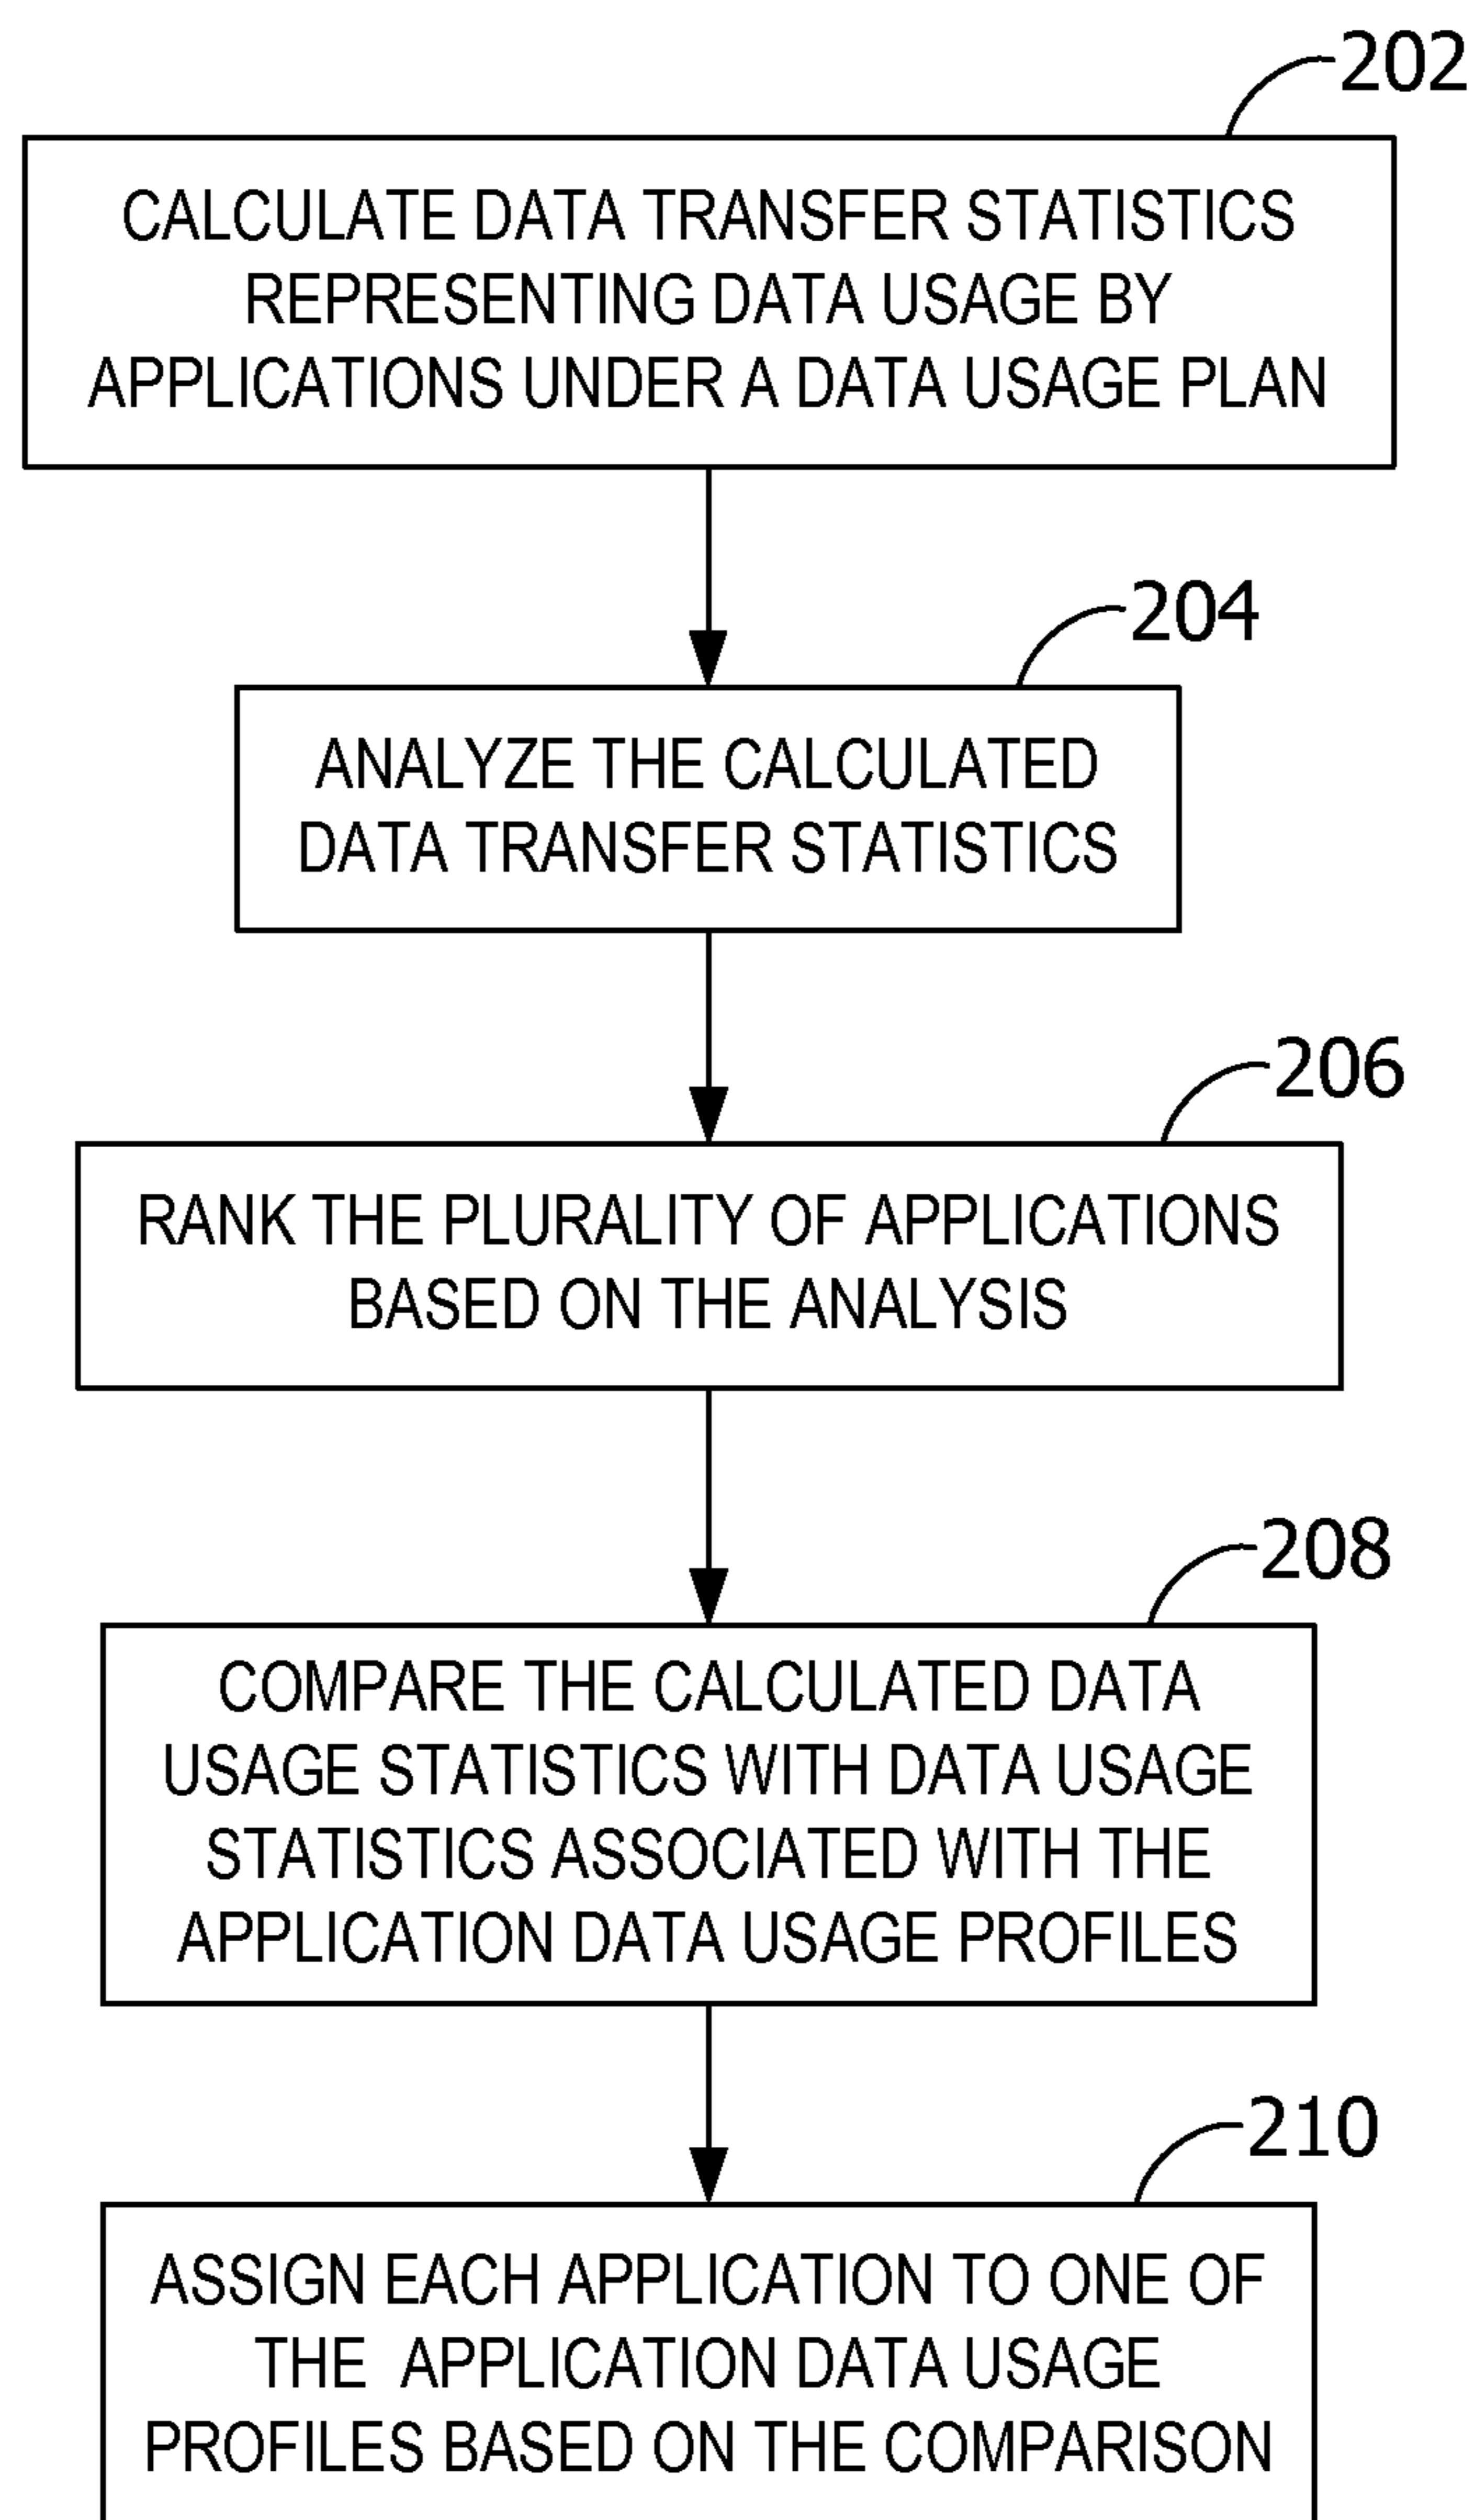 202
CALCULATE DATA TRANSFER STATISTICS
REPRESENTING DATA USAGE BY
APPLICATIONS UNDER A DATA USAGE PLAN
204
ANALYZE THE CALCULATED
DATA TRANSFER STATISTICS
206
RANK THE PLURALITY OF APPLICATIONS
BASED ON THE ANALYSIS
208
COMPARE THE CALCULATED DATA
USAGE STATISTICS WITH DATA USAGE
STATISTICS ASSOCIATED WITH THE
APPLICATION DATA USAGE PROFILES
210
ASSIGN EACH APPLICATION TO ONE OF
THE APPLICATION DATA USAGE
PROFILES BASED ON THE COMPARISON